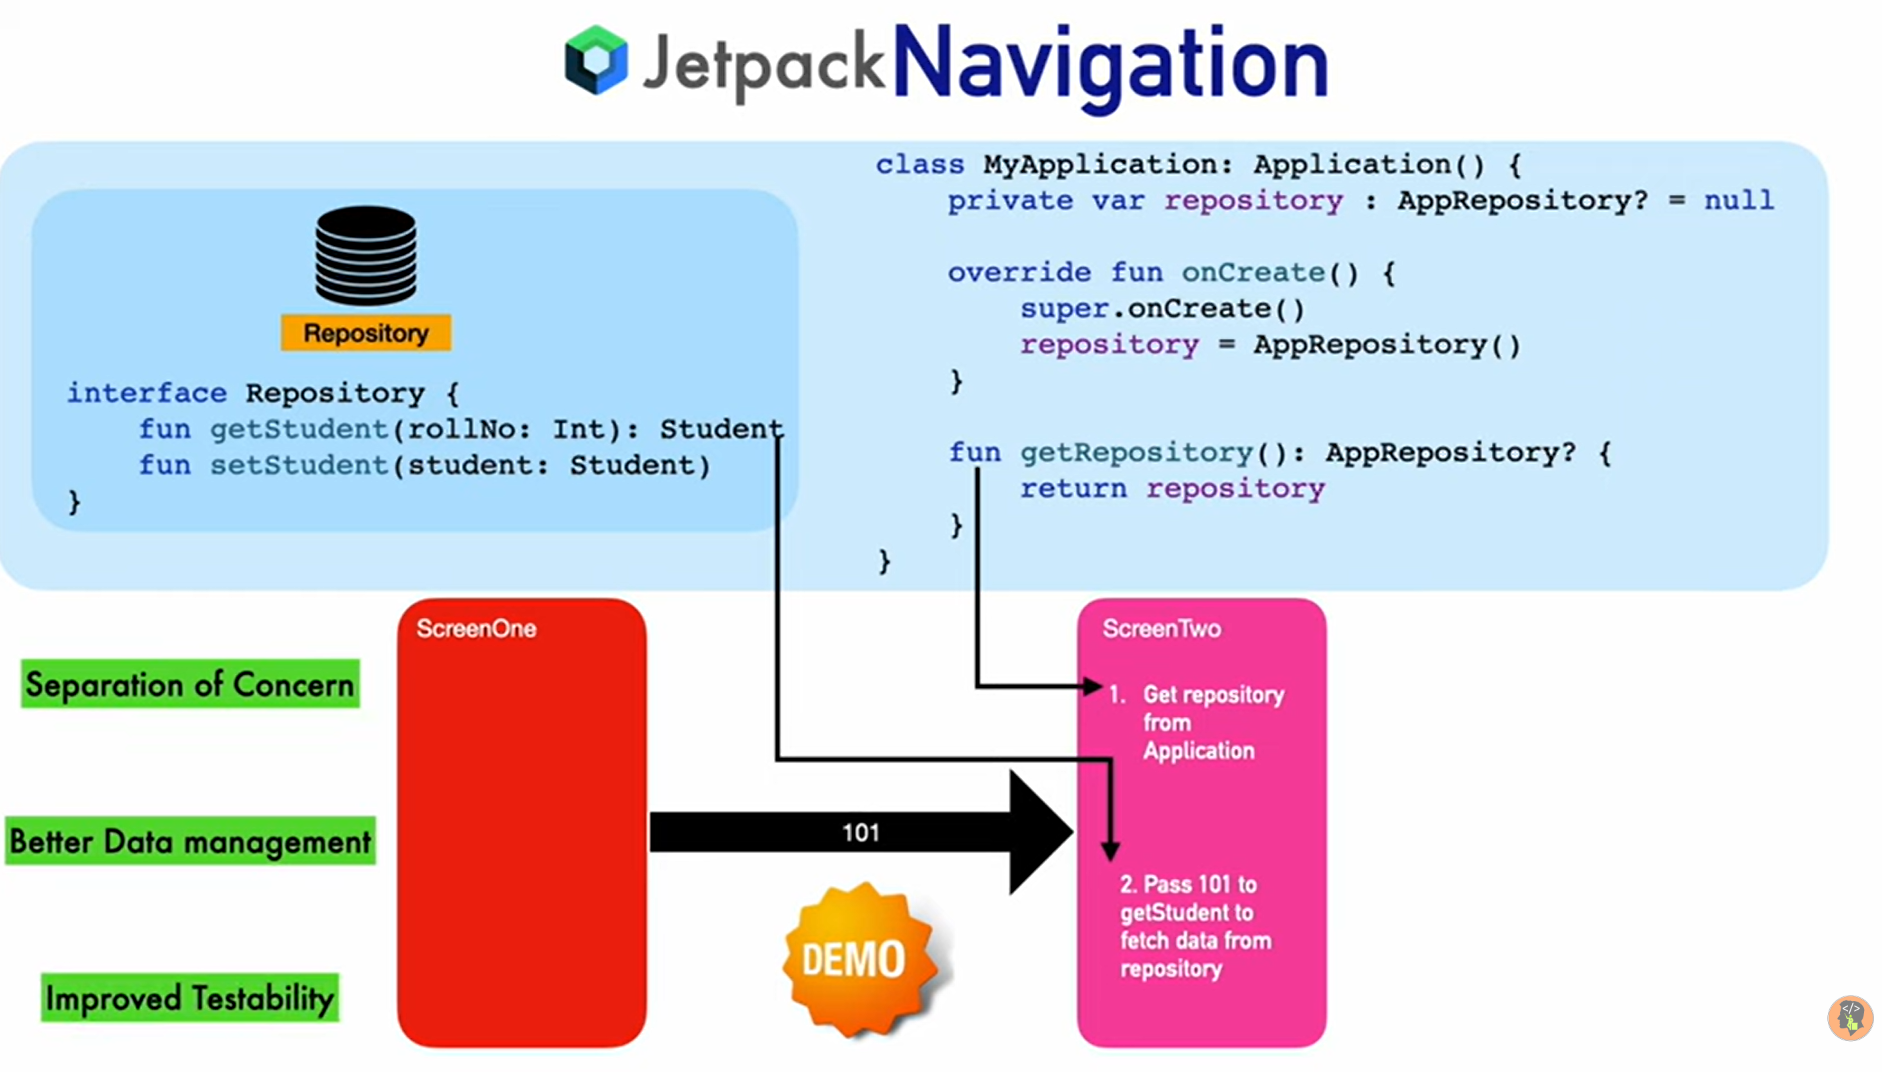 Jetpack Navigation
Repository
interface Repository {
    fun getStudent(rollNo: Int): Student
    fun setStudent(student: Student)
}
class MyApplication: Application() {
    private var repository : AppRepository? = null
    override fun onCreate() {
        super.onCreate()
        repository = AppRepository()
    }
    fun getRepository(): AppRepository? {
        return repository
    }
}
Separation of Concern
Better Data management
Improved Testability
ScreenOne
101
DEMO
ScreenTwo
1. Get repository
from
Application
2. Pass 101 to
getStudent to
fetch data from
repository